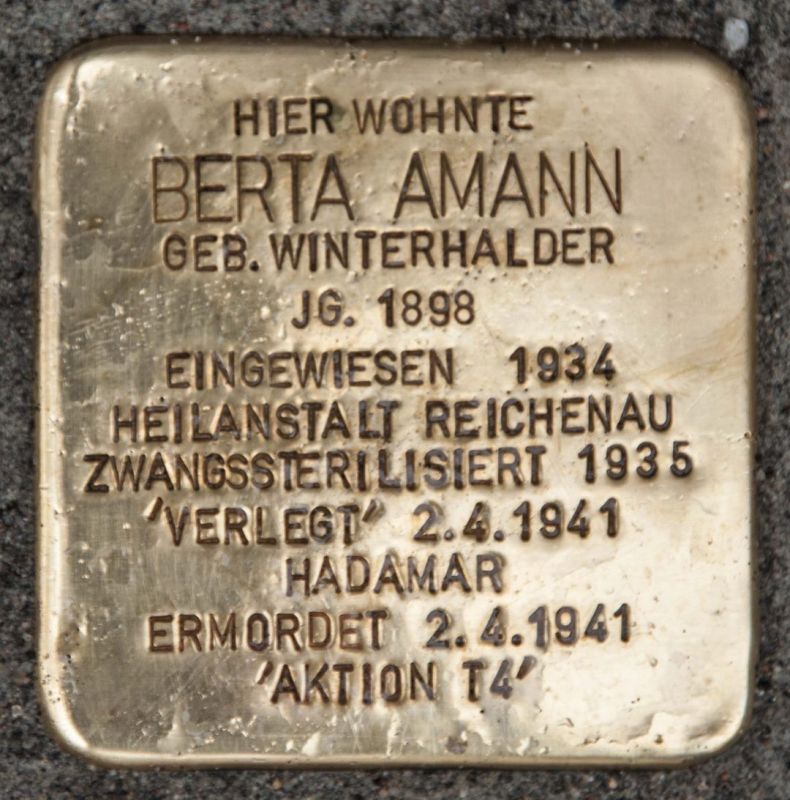 HIER WOHNTE
BERTA AMANN
GEB. WINTERHALDER
JG. 1898
EINGEWIESEN 1934
HEILANSTALT REICHENAU
ZWANGSSTERILISIERT 1935
"VERLEGT" 2.4.1941
HADAMAR
ERMORDET 2.4.1941
"AKTION T4"